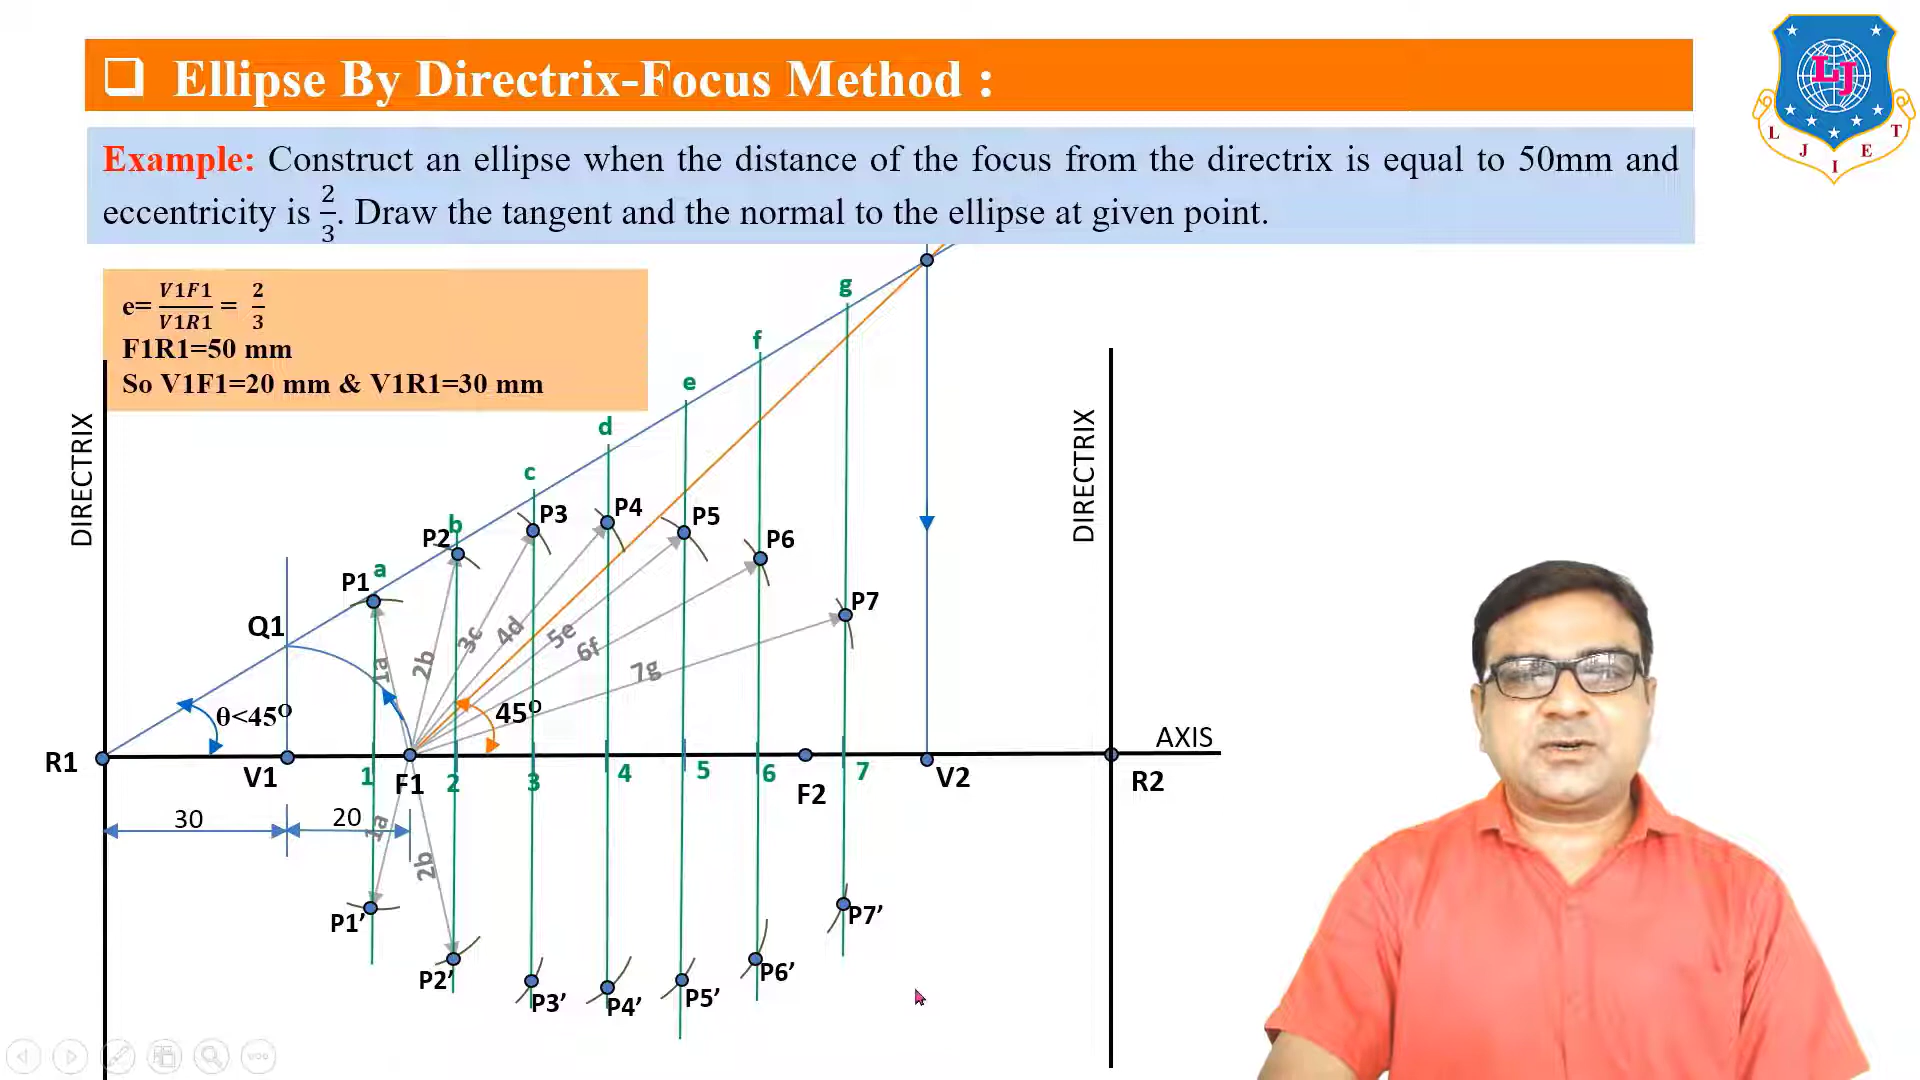 ❑ Ellipse By Directrix-Focus Method :
Example: Construct an ellipse when the distance of the focus from the directrix is equal to 50mm and
eccentricity is 2/3. Draw the tangent and the normal to the ellipse at given point.
e= V1F1/V1R1 = 2/3
F1R1=50 mm
So V1F1=20 mm & V1R1=30 mm
LJ
L J I E T
DIRECTRIX
DIRECTRIX
g
f
e
d
c
b
a
P1
P2
P3
P4
P5
P6
P7
Q1
1a
2b
3c
4d
5e
6f
7g
θ<45°
45°
AXIS
R1
V1
1
F1
2
3
4
5
6
F2
7
V2
R2
30
20
1a
2b
P1’
P2’
P3’
P4’
P5’
P6’
P7’